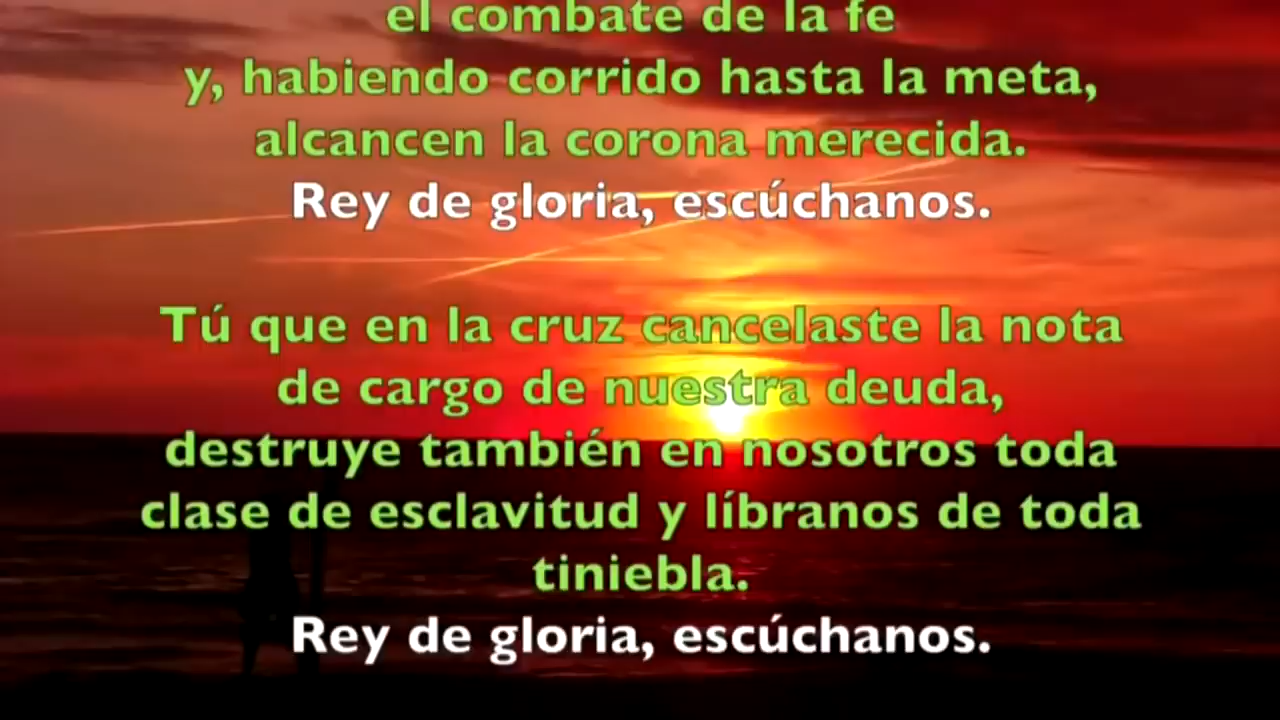 el combate de la fe
y, habiendo corrido hasta la meta,
alcancen la corona merecida.
Rey de gloria, escúchanos.
Tú que en la cruz cancelaste la nota
de cargo de nuestra deuda,
destruye también en nosotros toda
clase de esclavitud y líbranos de toda
tiniebla.
Rey de gloria, escúchanos.